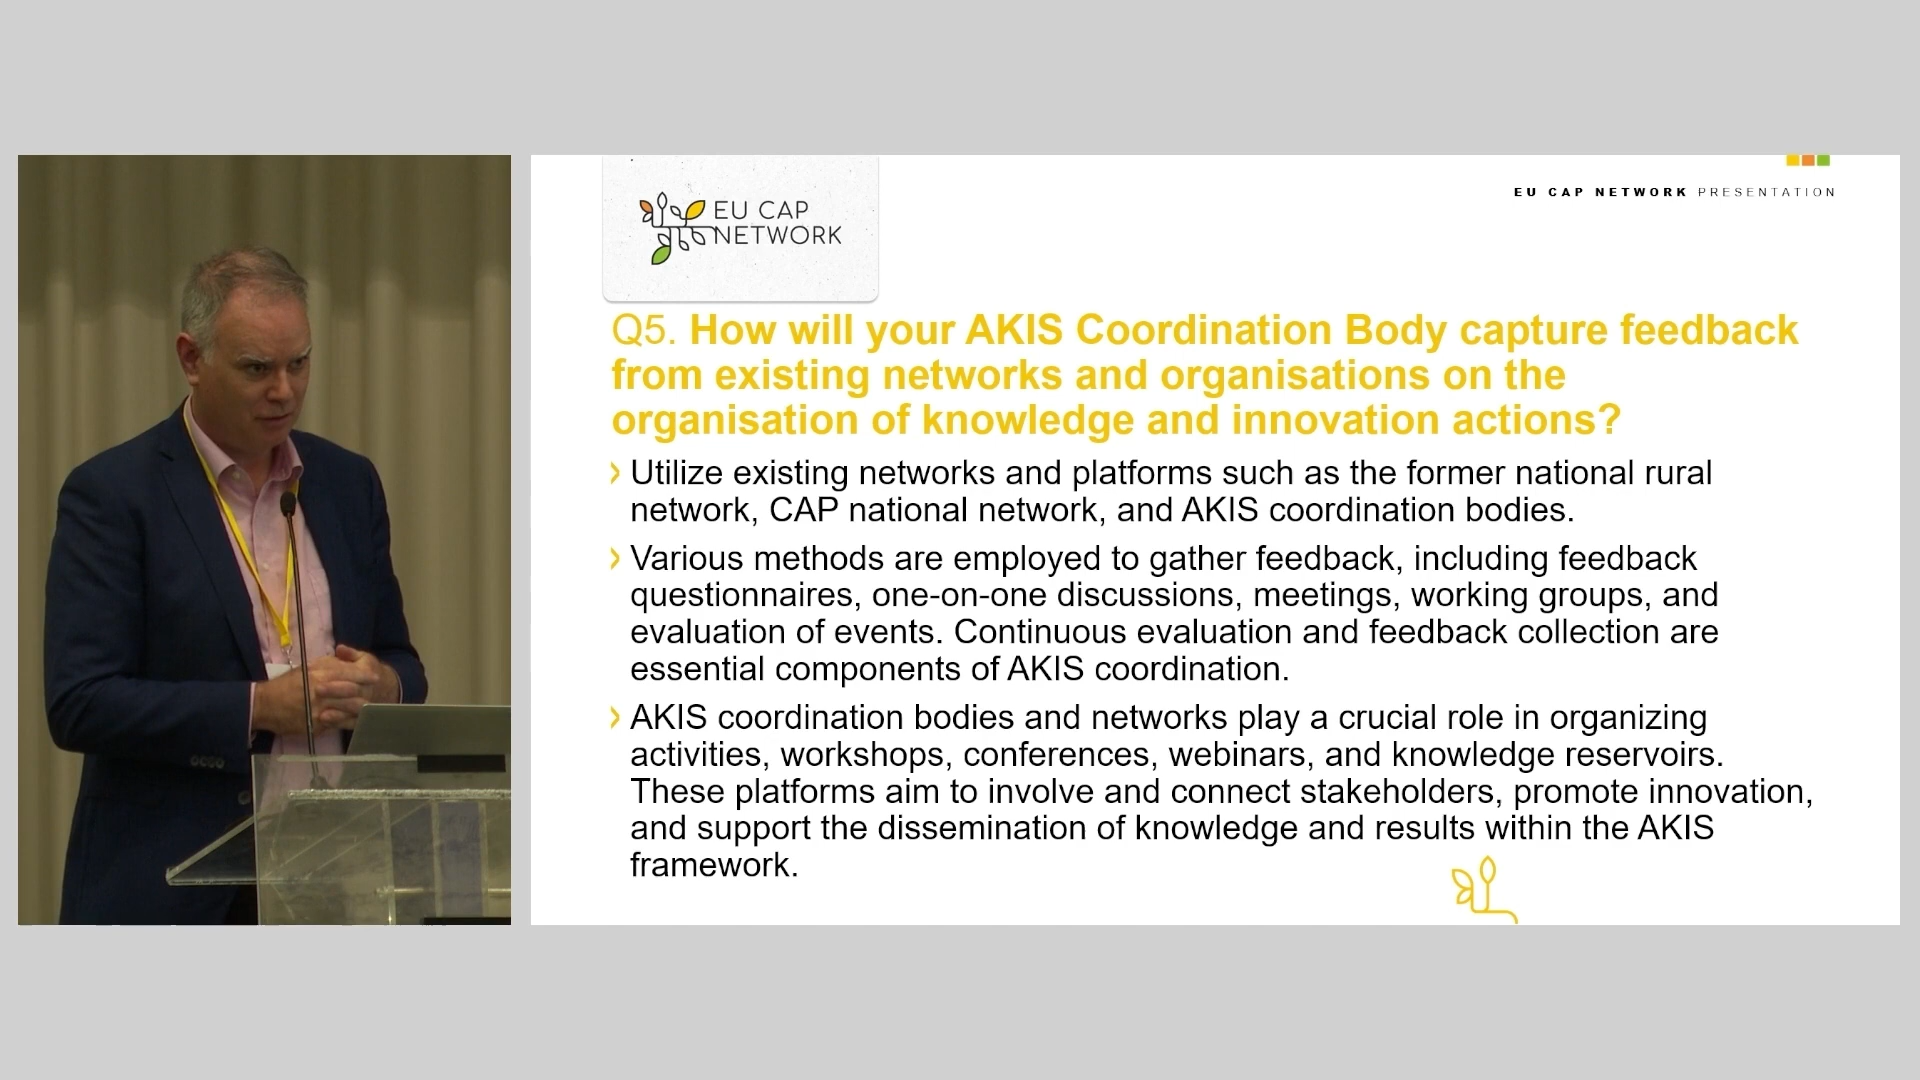 EU CAP
NETWORK
EU CAP NETWORK PRESENTATION
Q5. How will your AKIS Coordination Body capture feedback
from existing networks and organisations on the
organisation of knowledge and innovation actions?
Utilize existing networks and platforms such as the former national rural
network, CAP national network, and AKIS coordination bodies.
Various methods are employed to gather feedback, including feedback
questionnaires, one-on-one discussions, meetings, working groups, and
evaluation of events. Continuous evaluation and feedback collection are
essential components of AKIS coordination.
AKIS coordination bodies and networks play a crucial role in organizing
activities, workshops, conferences, webinars, and knowledge reservoirs.
These platforms aim to involve and connect stakeholders, promote innovation,
and support the dissemination of knowledge and results within the AKIS
framework.